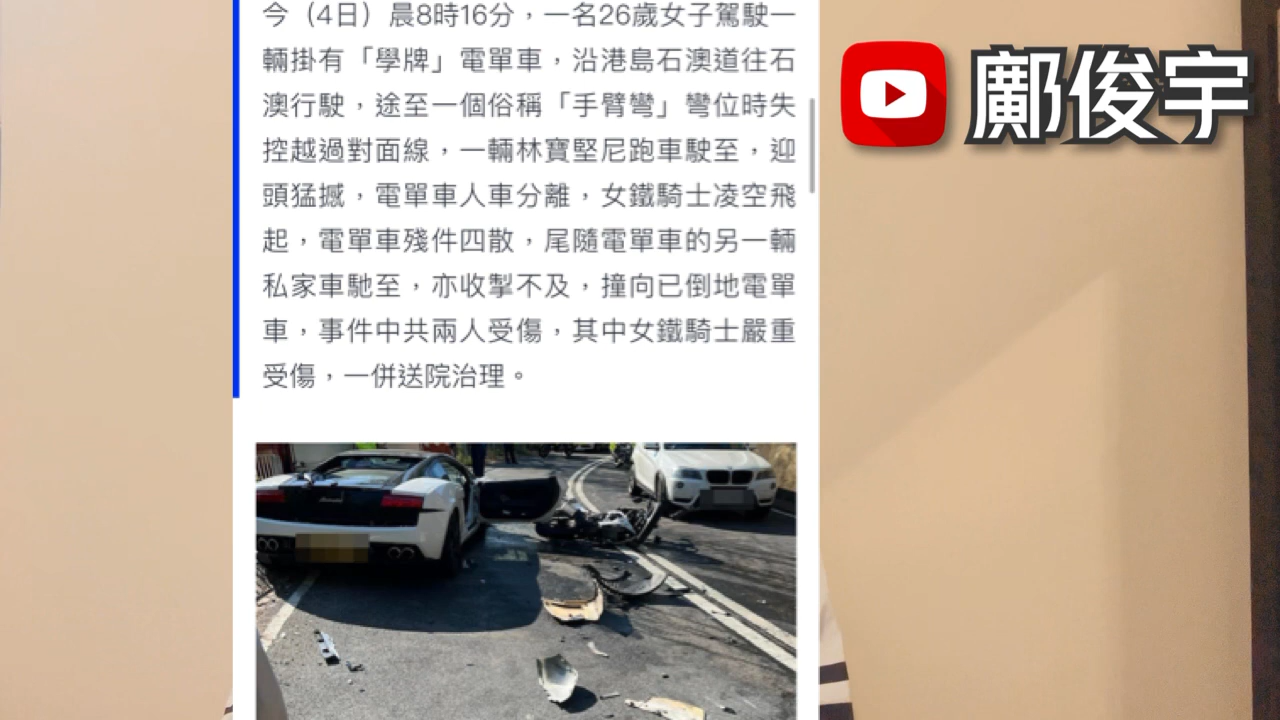 今（4日）晨8時16分，一名26歲女子駕駛一
輛掛有「學牌」電單車，沿港島石澳道往石
澳行駛，途至一個俗稱「手臂彎」彎位時失
控越過對面線，一輛林寶堅尼跑車駛至，迎
頭猛撼，電單車人車分離，女鐵騎士凌空飛
起，電單車殘件四散，尾隨電單車的另一輛
私家車馳至，亦收掣不及，撞向已倒地電單
車，事件中共兩人受傷，其中女鐵騎士嚴重
受傷，一併送院治理。
鄺俊宇